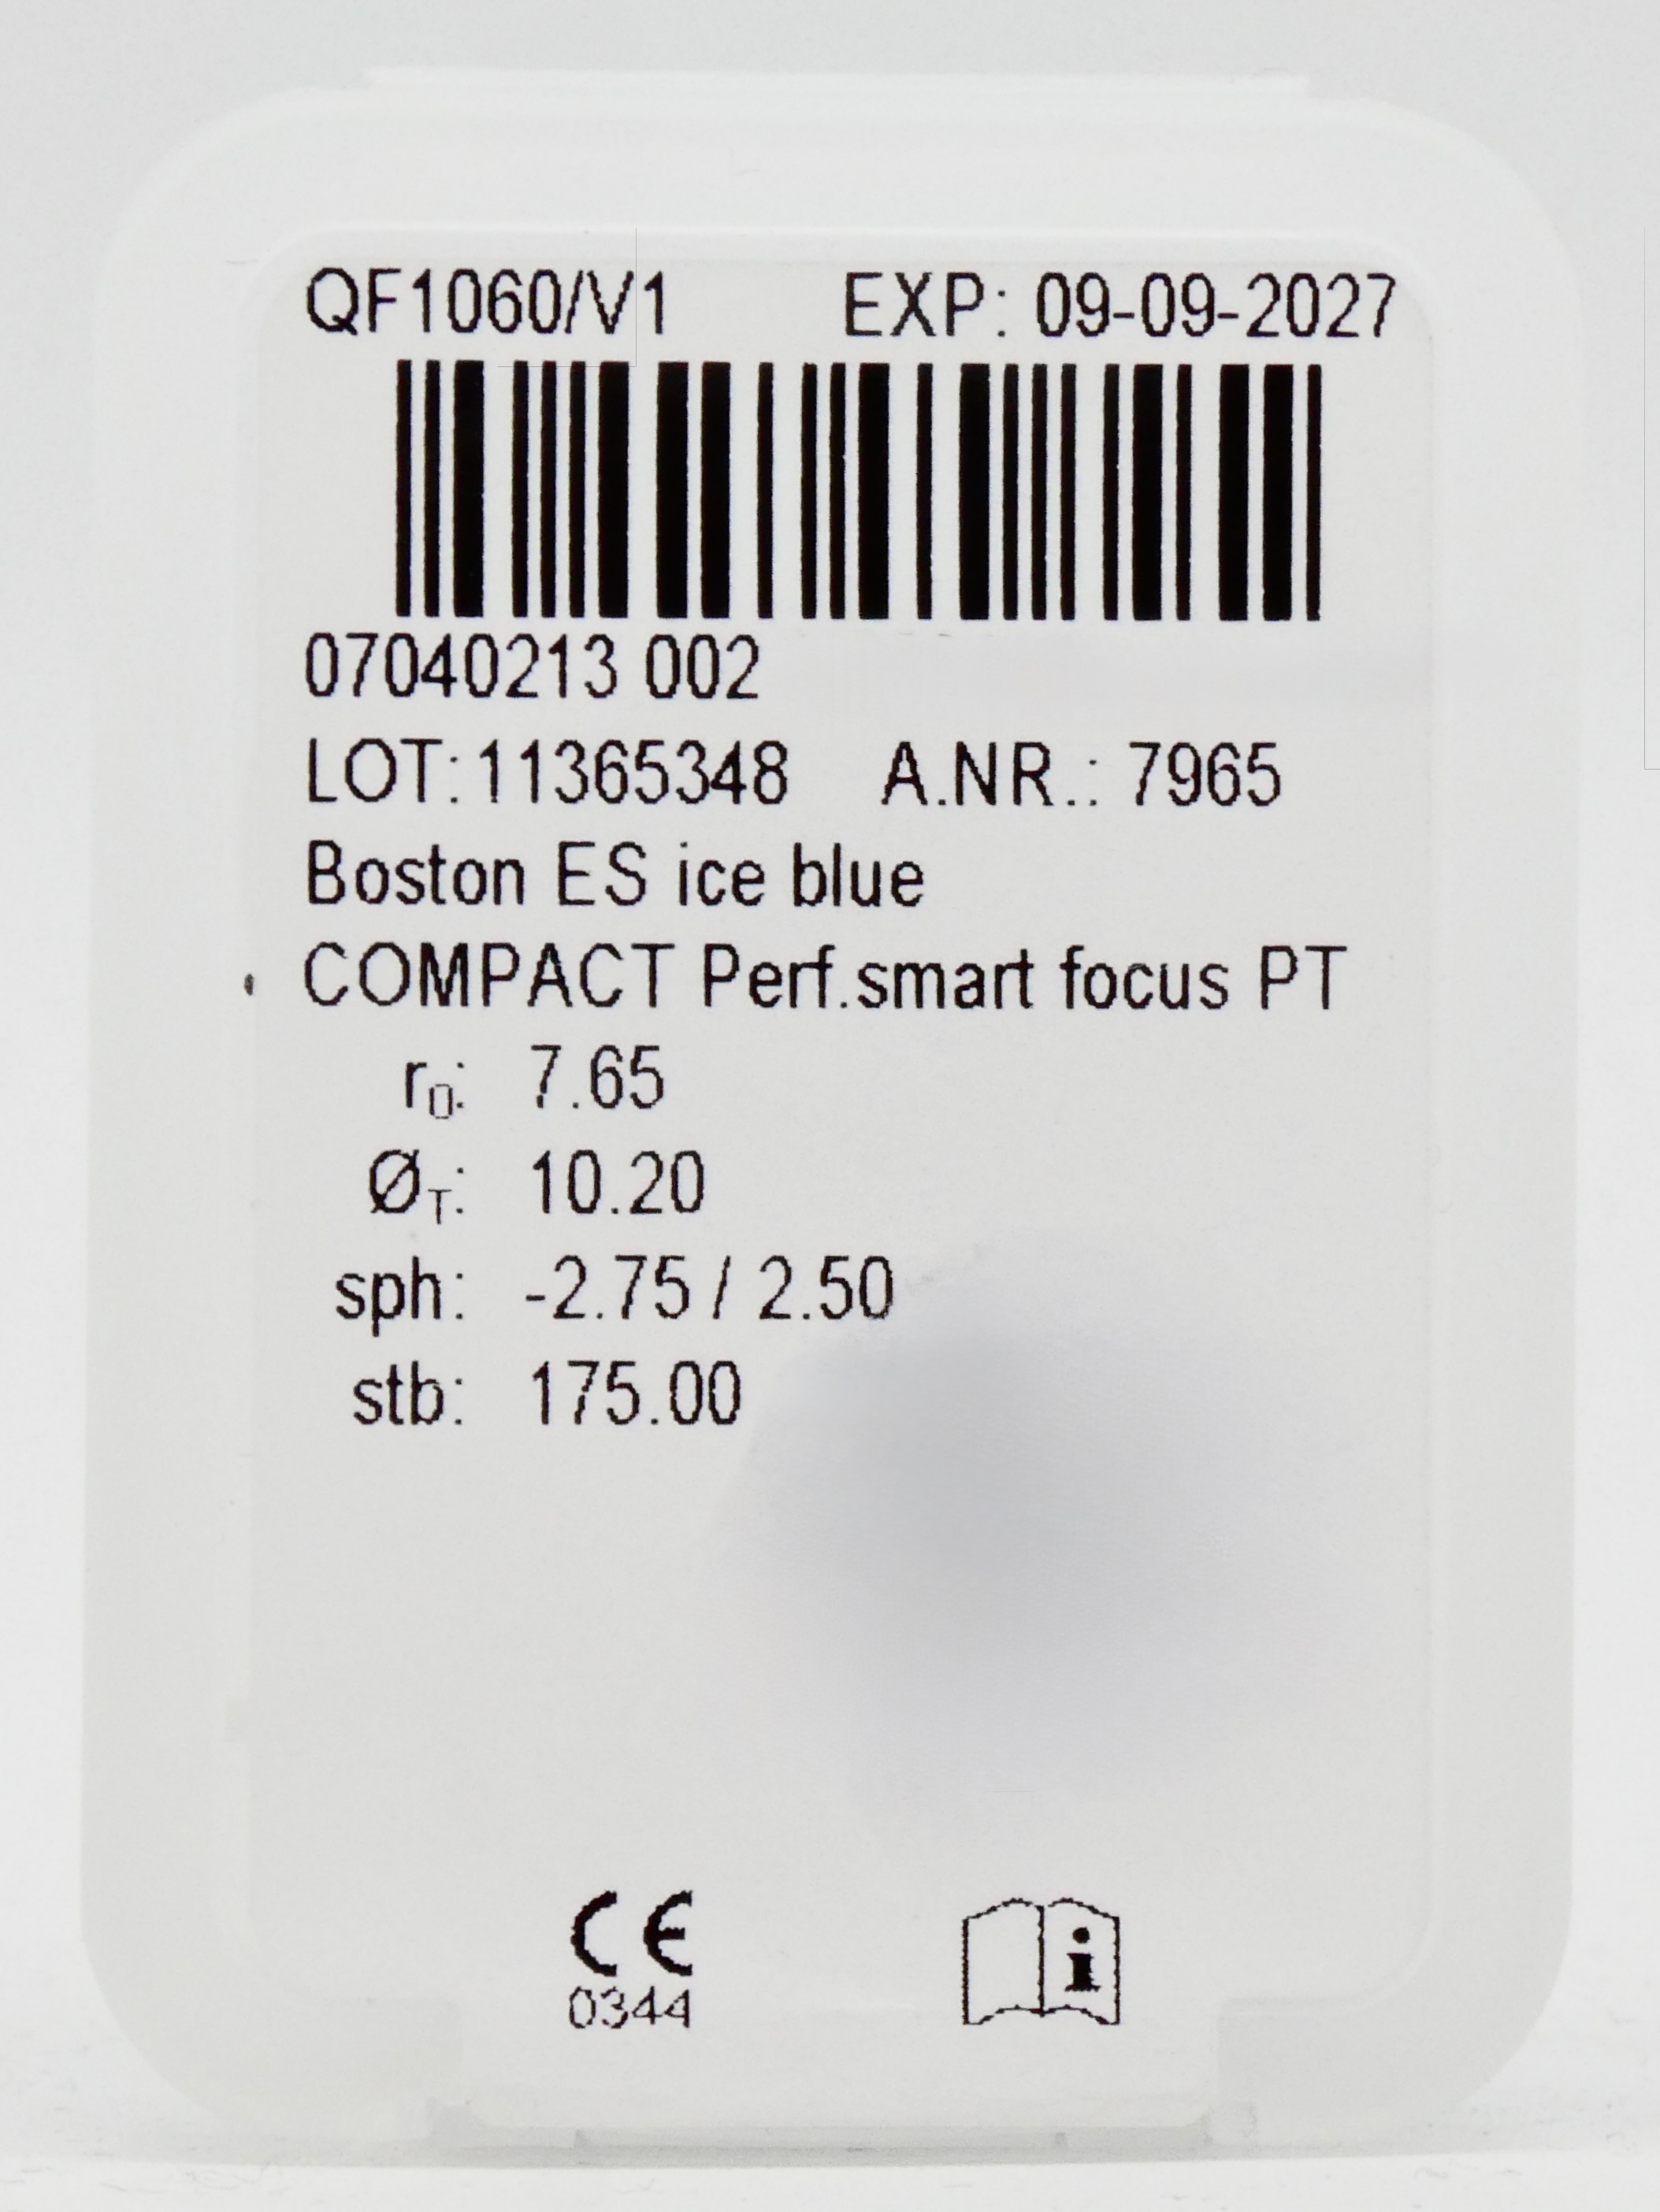 QF1060/V1 EXP: 09-09-2027
07040213 002
LOT: 11365348 A.NR.: 7965
Boston ES ice blue
COMPACT Perf.smart focus PT
r₀: 7.65
Ø_T: 10.20
sph: -2.75 / 2.50
stb: 175.00
CE i
0344